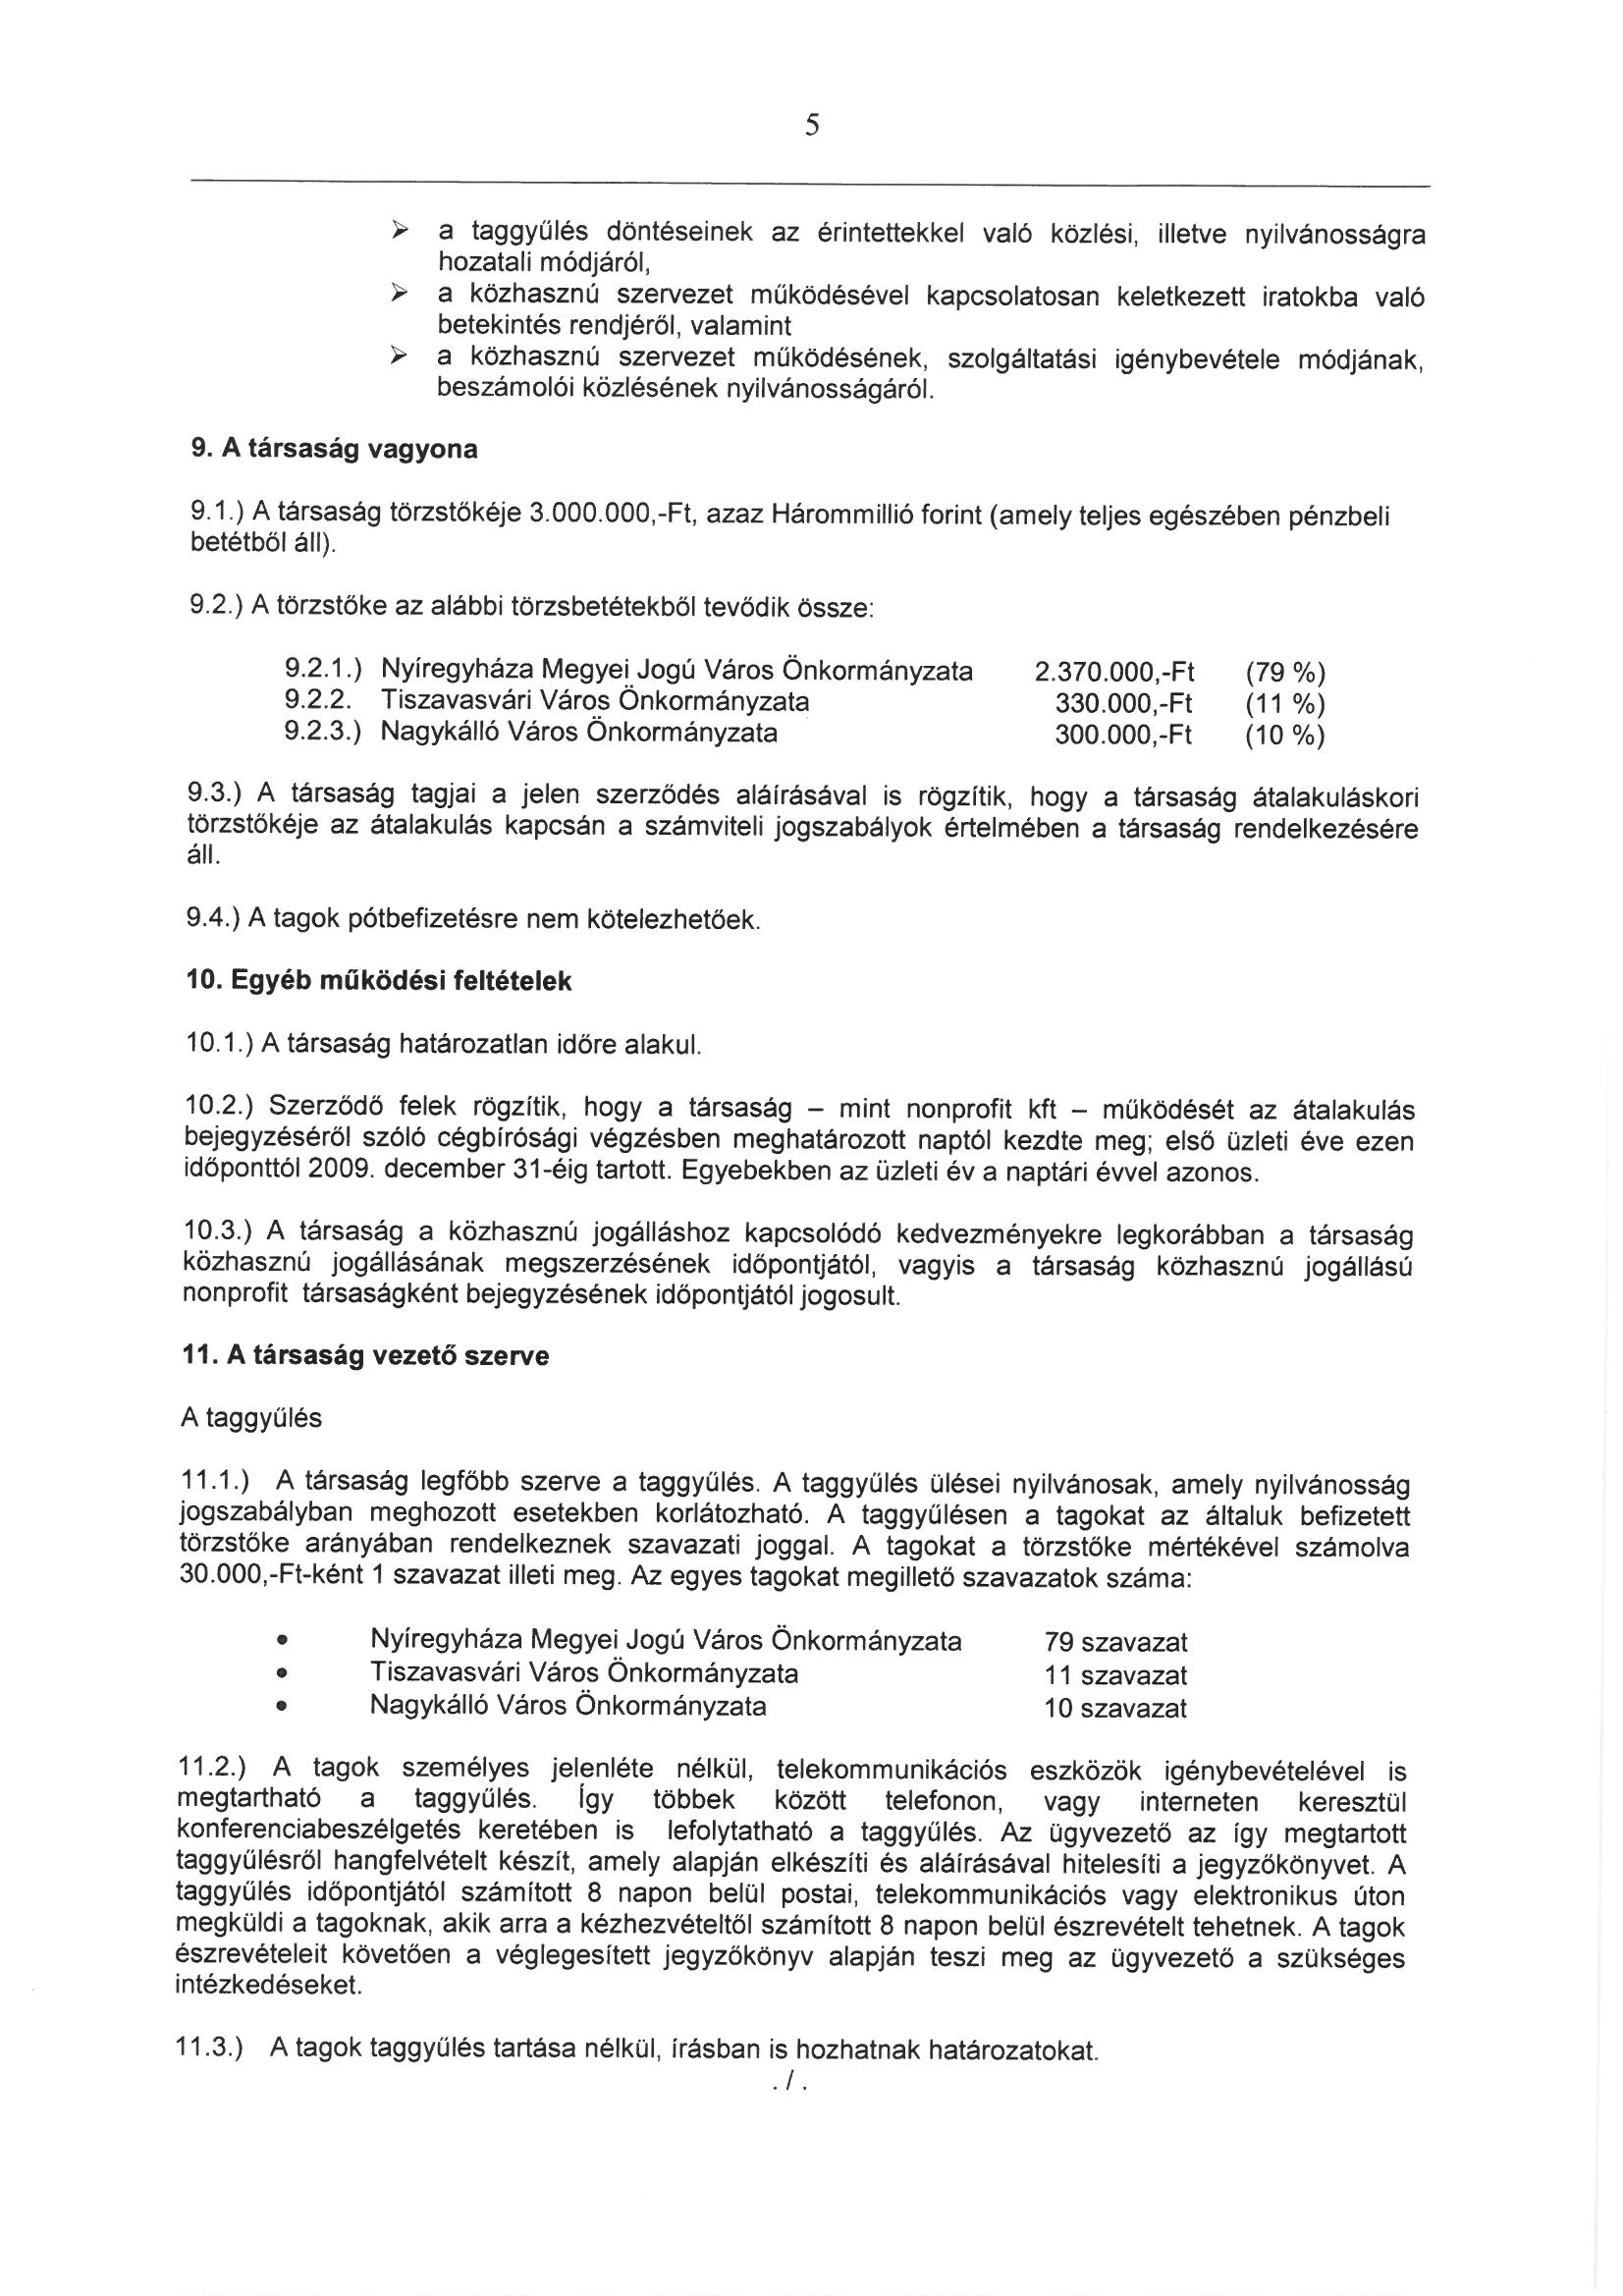 5
➢ a taggyűlés döntéseinek az érintettekkel való közlési, illetve nyilvánosságra
hozatali módjáról,
➢ a közhasznú szervezet működésével kapcsolatosan keletkezett iratokba való
betekintés rendjéről, valamint
➢ a közhasznú szervezet működésének, szolgáltatási igénybevétele módjának,
beszámolói közlésének nyilvánosságáról.
9. A társaság vagyona
9.1.) A társaság törzstőkéje 3.000.000,-Ft, azaz Hárommillió forint (amely teljes egészében pénzbeli
betétből áll).
9.2.) A törzstőke az alábbi törzsbetétekből tevődik össze:
9.2.1.) Nyíregyháza Megyei Jogú Város Önkormányzata 2.370.000,-Ft (79 %)
9.2.2. Tiszavasvári Város Önkormányzata 330.000,-Ft (11 %)
9.2.3.) Nagykálló Város Önkormányzata 300.000,-Ft (10 %)
9.3.) A társaság tagjai a jelen szerződés aláírásával is rögzítik, hogy a társaság átalakuláskori
törzstőkéje az átalakulás kapcsán a számviteli jogszabályok értelmében a társaság rendelkezésére
áll.
9.4.) A tagok pótbefizetésre nem kötelezhetőek.
10. Egyéb működési feltételek
10.1.) A társaság határozatlan időre alakul.
10.2.) Szerződő felek rögzítik, hogy a társaság – mint nonprofit kft – működését az átalakulás
bejegyzéséről szóló cégbírósági végzésben meghatározott naptól kezdte meg; első üzleti éve ezen
időponttól 2009. december 31-éig tartott. Egyebekben az üzleti év a naptári évvel azonos.
10.3.) A társaság a közhasznú jogálláshoz kapcsolódó kedvezményekre legkorábban a társaság
közhasznú jogállásának megszerzésének időpontjától, vagyis a társaság közhasznú jogállású
nonprofit társaságként bejegyzésének időpontjától jogosult.
11. A társaság vezető szerve
A taggyűlés
11.1.) A társaság legfőbb szerve a taggyűlés. A taggyűlés ülései nyilvánosak, amely nyilvánosság
jogszabályban meghozott esetekben korlátozható. A taggyűlésen a tagokat az általuk befizetett
törzstőke arányában rendelkeznek szavazati joggal. A tagokat a törzstőke mértékével számolva
30.000,-Ft-ként 1 szavazat illeti meg. Az egyes tagokat megillető szavazatok száma:
• Nyíregyháza Megyei Jogú Város Önkormányzata 79 szavazat
• Tiszavasvári Város Önkormányzata 11 szavazat
• Nagykálló Város Önkormányzata 10 szavazat
11.2.) A tagok személyes jelenléte nélkül, telekommunikációs eszközök igénybevételével is
megtartható a taggyűlés. Így többek között telefonon, vagy interneten keresztül
konferenciabeszélgetés keretében is lefolytatható a taggyűlés. Az ügyvezető az így megtartott
taggyűlésről hangfelvételt készít, amely alapján elkészíti és aláírásával hitelesíti a jegyzőkönyvet. A
taggyűlés időpontjától számított 8 napon belül postai, telekommunikációs vagy elektronikus úton
megküldi a tagoknak, akik arra a kézhezvételtől számított 8 napon belül észrevételt tehetnek. A tagok
észrevételeit követően a véglegesített jegyzőkönyv alapján teszi meg az ügyvezető a szükséges
intézkedéseket.
11.3.) A tagok taggyűlés tartása nélkül, írásban is hozhatnak határozatokat.
./.